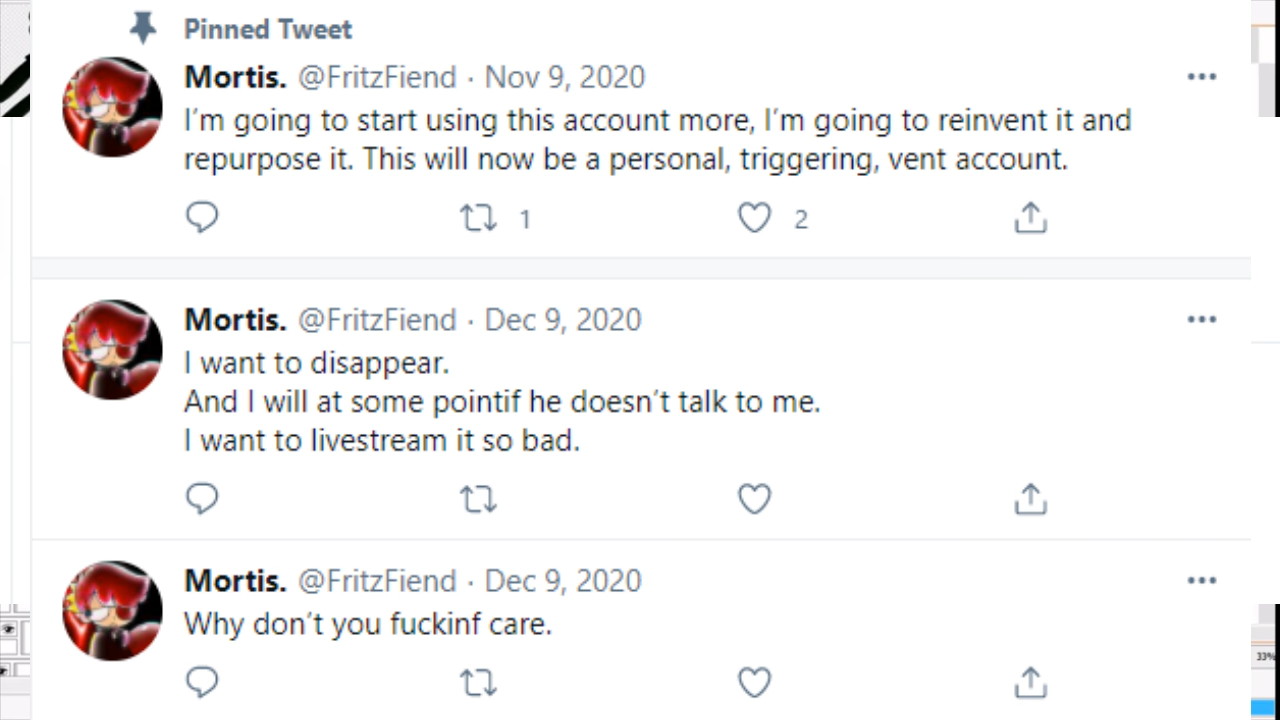 Pinned Tweet
Mortis. @FritzFiend · Nov 9, 2020
I'm going to start using this account more, I'm going to reinvent it and
repurpose it. This will now be a personal, triggering, vent account.
1 2
Mortis. @FritzFiend · Dec 9, 2020
I want to disappear.
And I will at some pointif he doesn't talk to me.
I want to livestream it so bad.
Mortis. @FritzFiend · Dec 9, 2020
Why don't you fuckinf care.
33%